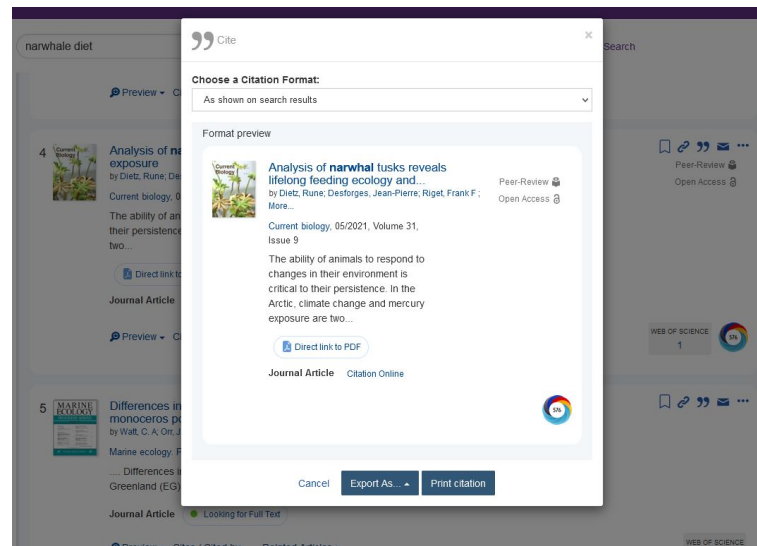 narwhale diet
Search
Cite
×
Choose a Citation Format:
As shown on search results
Format preview
Current Biology
Analysis of narwhal tusks reveals
lifelong feeding ecology and...
by Dietz, Rune; Desforges, Jean-Pierre; Riget, Frank F ;
More...
Peer-Review
Open Access
Current biology, 05/2021, Volume 31,
Issue 9
The ability of animals to respond to
changes in their environment is
critical to their persistence. In the
Arctic, climate change and mercury
exposure are two...
Direct link to PDF
Journal Article Citation Online
576
Cancel Export As... Print citation
Preview
4
Current Biology
Analysis of
exposure
by Dietz, Rune; De
Current biology, 0
The ability of an
their persistence
two...
Direct link to
Journal Article
Preview
Peer-Review
Open Access
WEB OF SCIENCE
1
576
5
MARINE
ECOLOGY
Differences in
monoceros po
by Watt, C. A; Orr, J
Marine ecology.
.... Differences i
Greenland (EG)
Journal Article Looking for Full Text
WEB OF SCIENCE